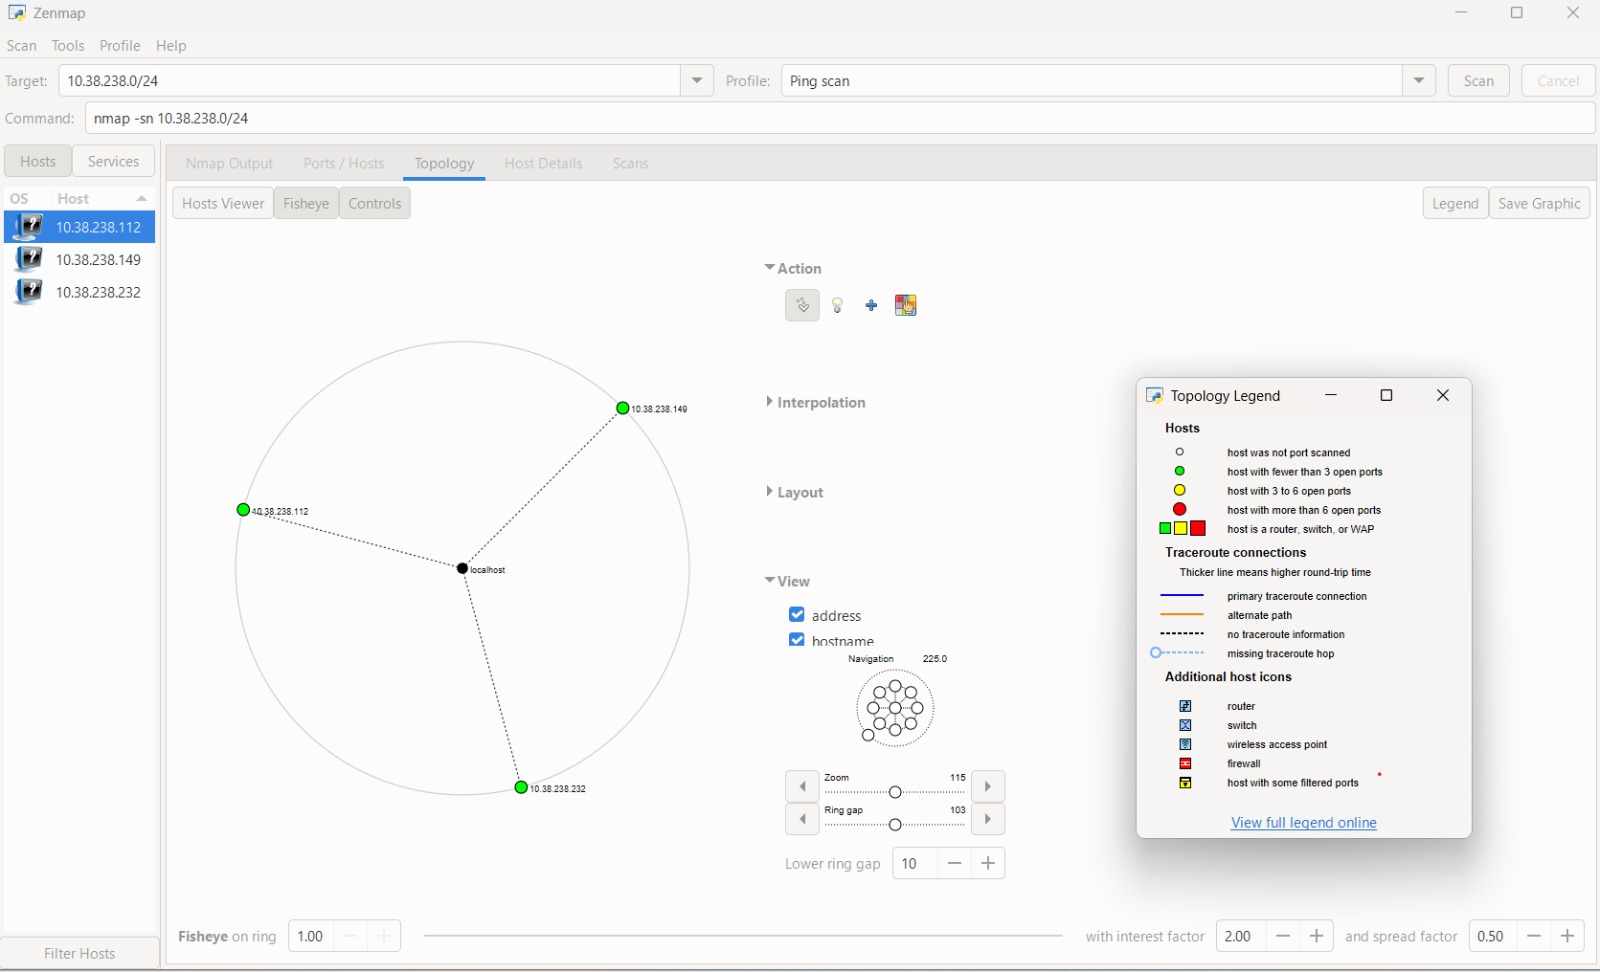 Zenmap
Scan Tools Profile Help
Target: 10.38.238.0/24 Profile: Ping scan Scan Cancel
Command: nmap -sn 10.38.238.0/24
Hosts Services
Nmap Output Ports / Hosts Topology Host Details Scans
OS Host
10.38.238.112
10.38.238.149
10.38.238.232
Filter Hosts
Hosts Viewer Fisheye Controls Legend Save Graphic
10.38.238.149
10.38.238.112
localhost
10.38.238.232
Action
Interpolation
Layout
View
address
hostname
Navigation 225.0
Zoom 115
Ring gap 103
Lower ring gap 10
Topology Legend
Hosts
host was not port scanned
host with fewer than 3 open ports
host with 3 to 6 open ports
host with more than 6 open ports
host is a router, switch, or WAP
Traceroute connections
Thicker line means higher round-trip time
primary traceroute connection
alternate path
no traceroute information
missing traceroute hop
Additional host icons
router
switch
wireless access point
firewall
host with some filtered ports
View full legend online
Fisheye on ring 1.00 with interest factor 2.00 and spread factor 0.50